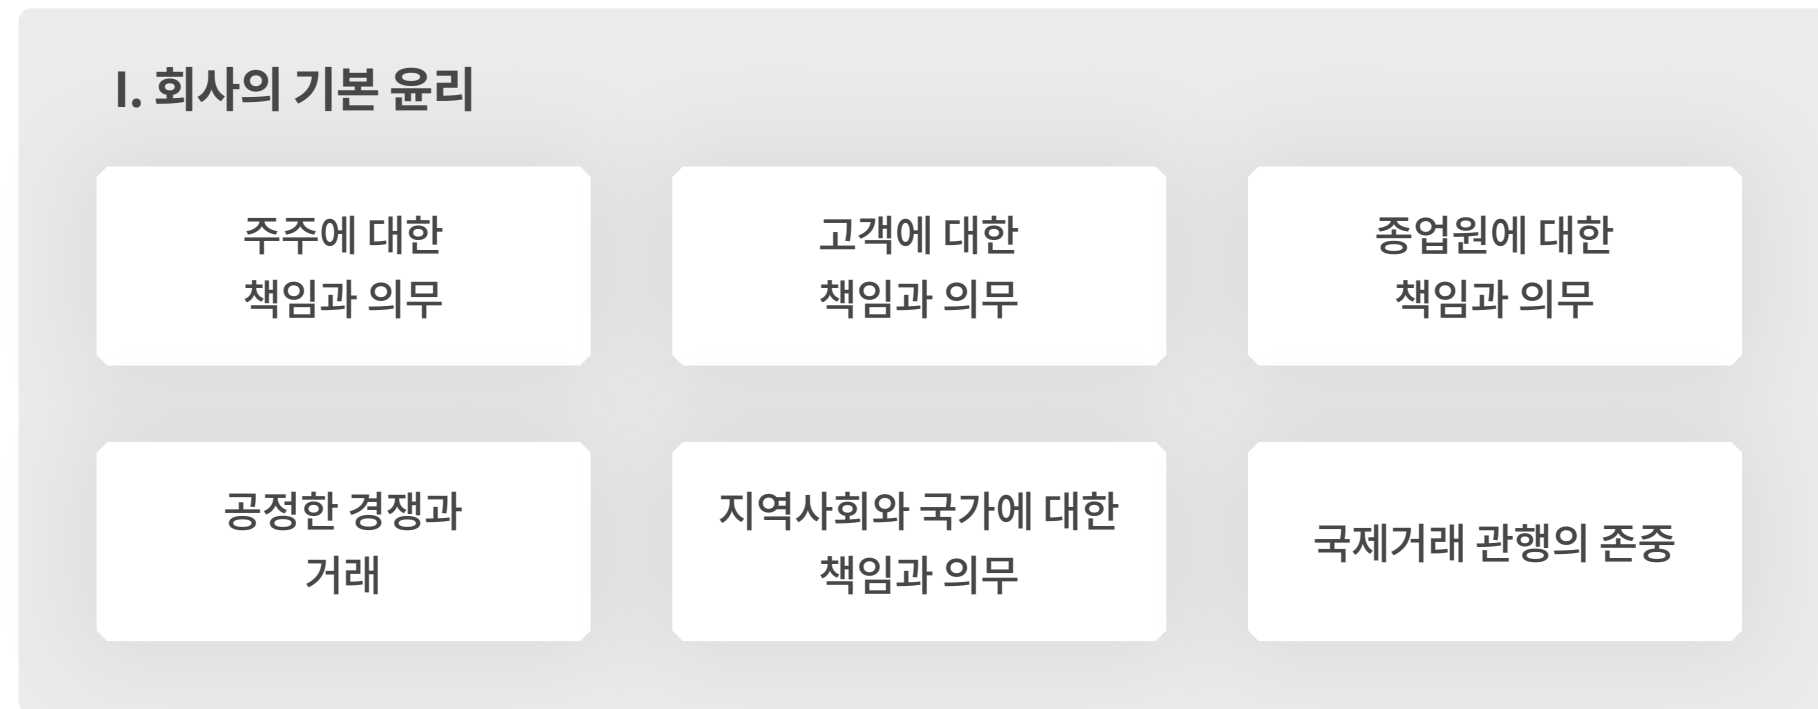 I. 회사의 기본 윤리
주주에 대한
책임과 의무
고객에 대한
책임과 의무
종업원에 대한
책임과 의무
공정한 경쟁과
거래
지역사회와 국가에 대한
책임과 의무
국제거래 관행의 존중